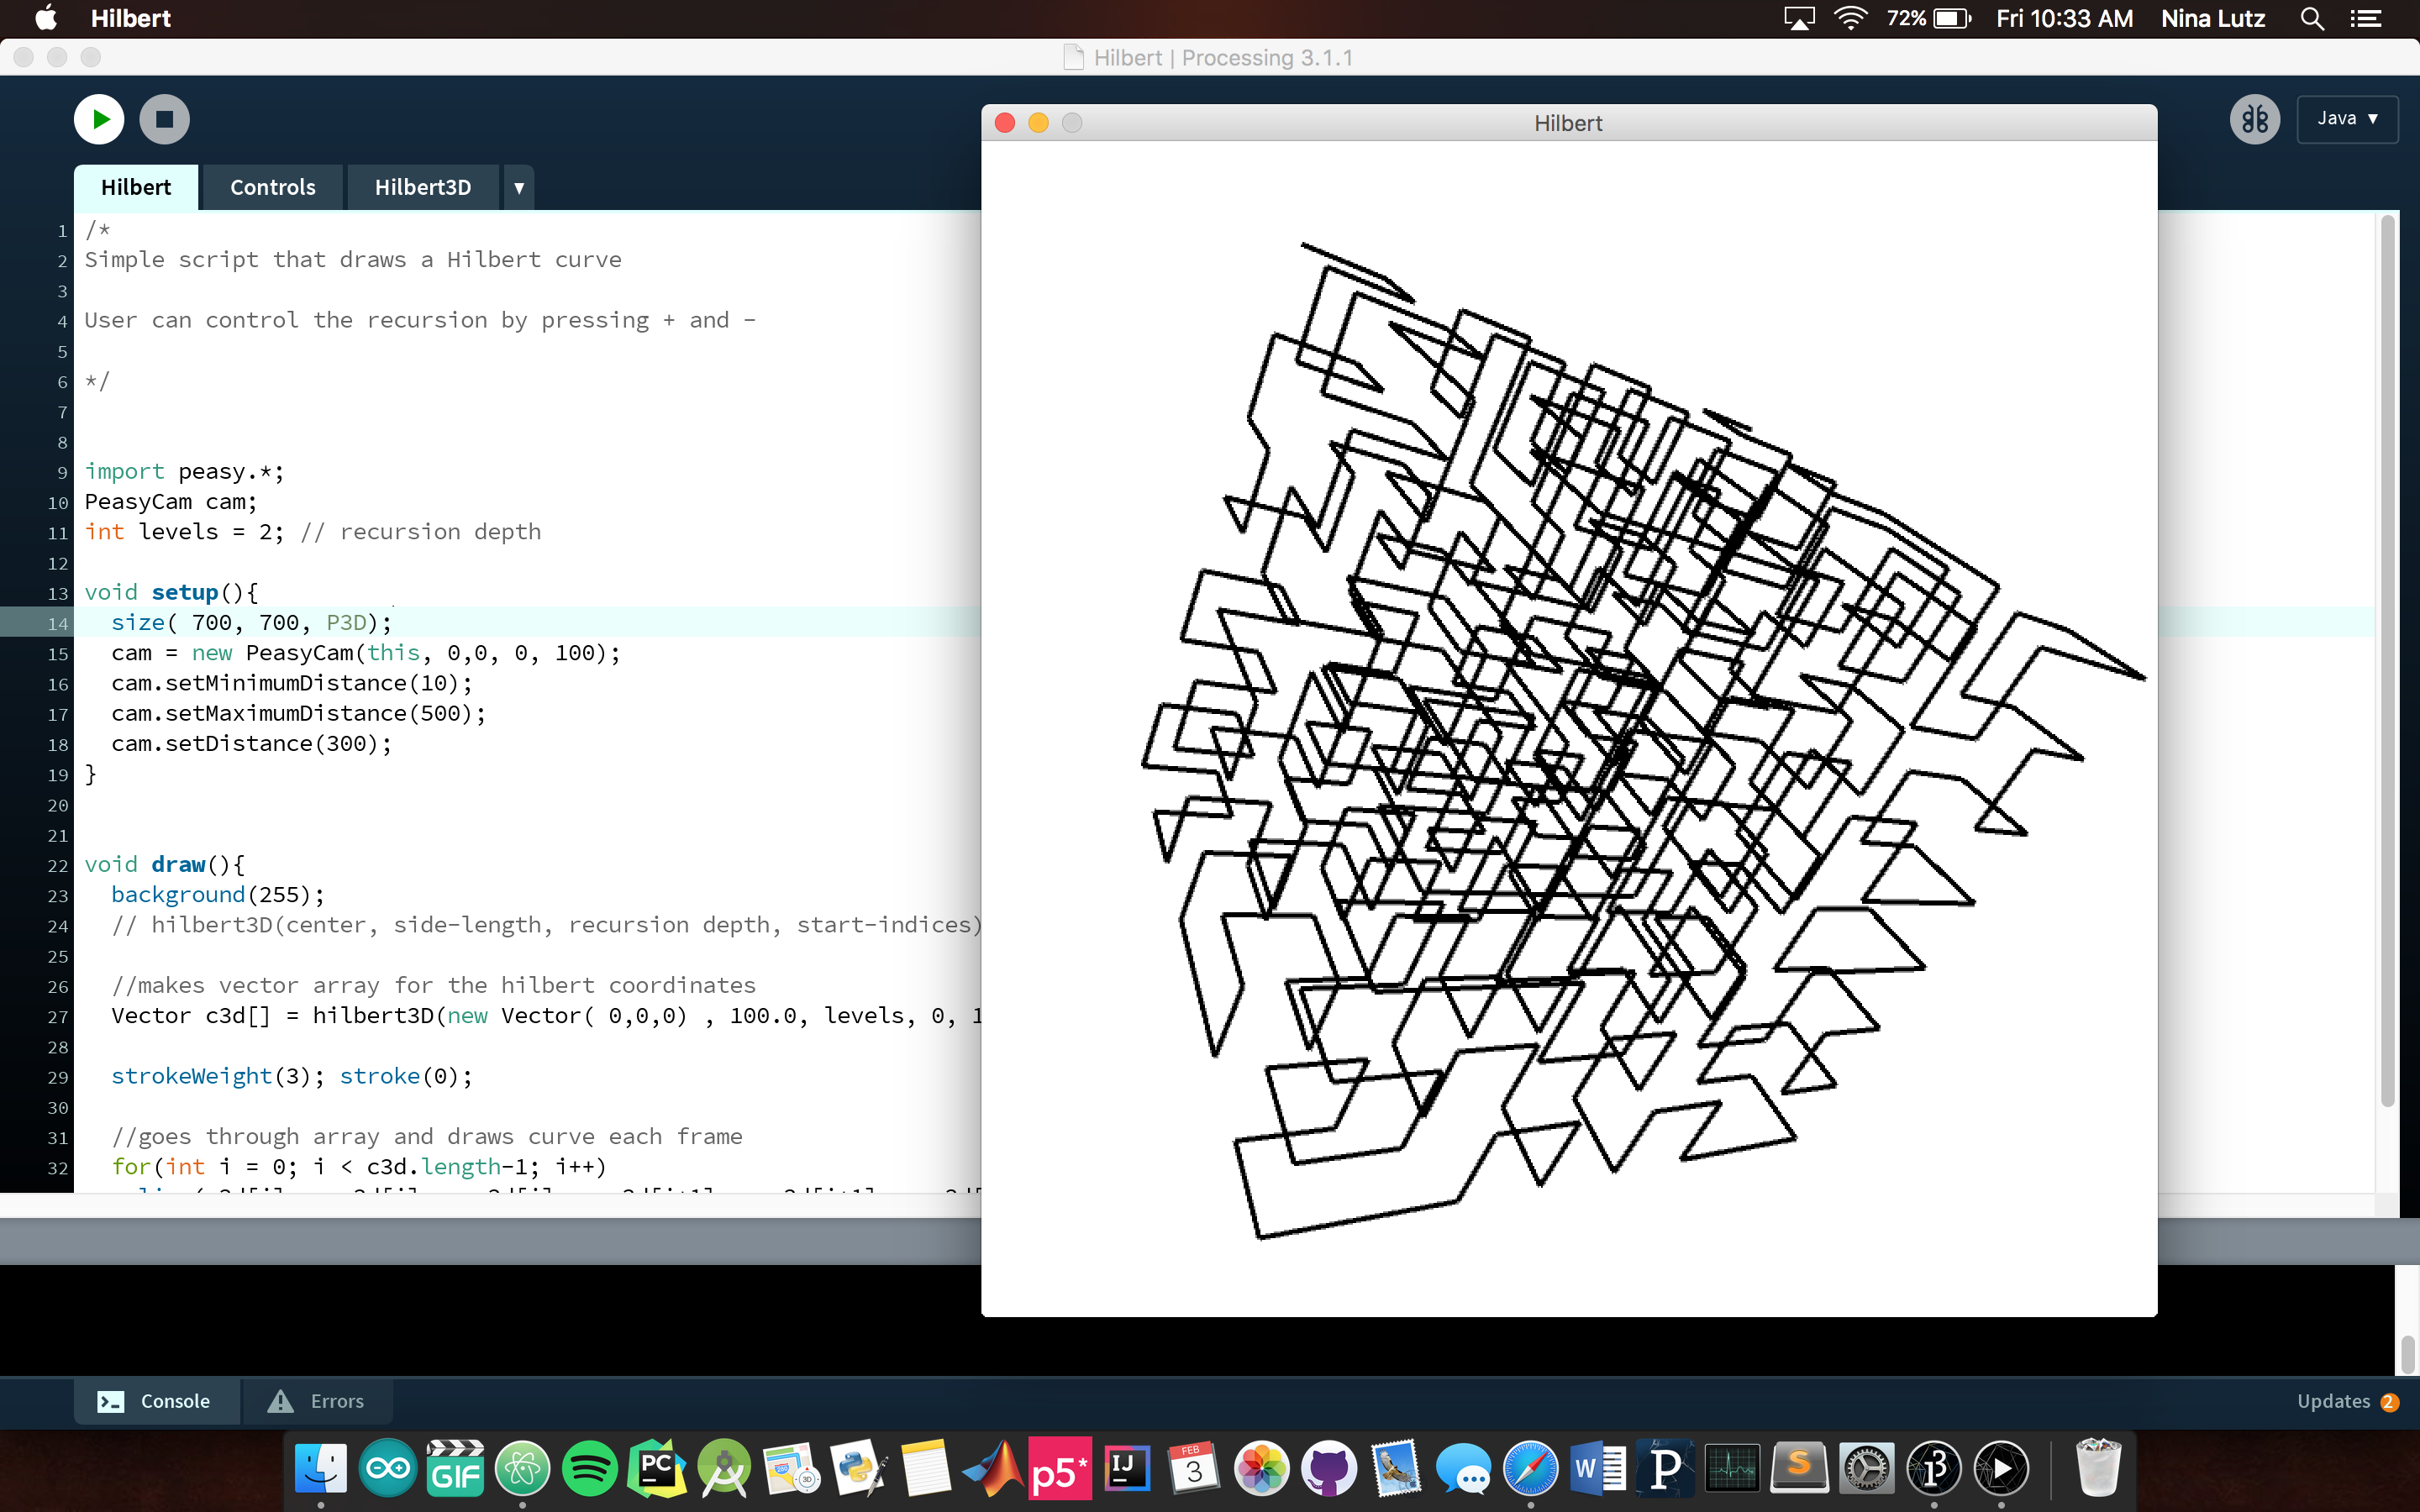 Hilbert
72% Fri 10:33 AM Nina Lutz
Hilbert | Processing 3.1.1
Hilbert
Java ▼
Hilbert Controls Hilbert3D ▼
1 /*
2 Simple script that draws a Hilbert curve
3
4 User can control the recursion by pressing + and -
5
6 */
7
8
9 import peasy.*;
10 PeasyCam cam;
11 int levels = 2; // recursion depth
12
13 void setup(){
14 size( 700, 700, P3D);
15 cam = new PeasyCam(this, 0,0, 0, 100);
16 cam.setMinimumDistance(10);
17 cam.setMaximumDistance(500);
18 cam.setDistance(300);
19 }
20
21
22 void draw(){
23 background(255);
24 // hilbert3D(center, side-length, recursion depth, start-indices)
25
26 //makes vector array for the hilbert coordinates
27 Vector c3d[] = hilbert3D(new Vector( 0,0,0) , 100.0, levels, 0, 1
28
29 strokeWeight(3); stroke(0);
30
31 //goes through array and draws curve each frame
32 for(int i = 0; i < c3d.length-1; i++)
Console Errors
Updates 2
GIF PC 3D p5* IJ FEB 3 W P S